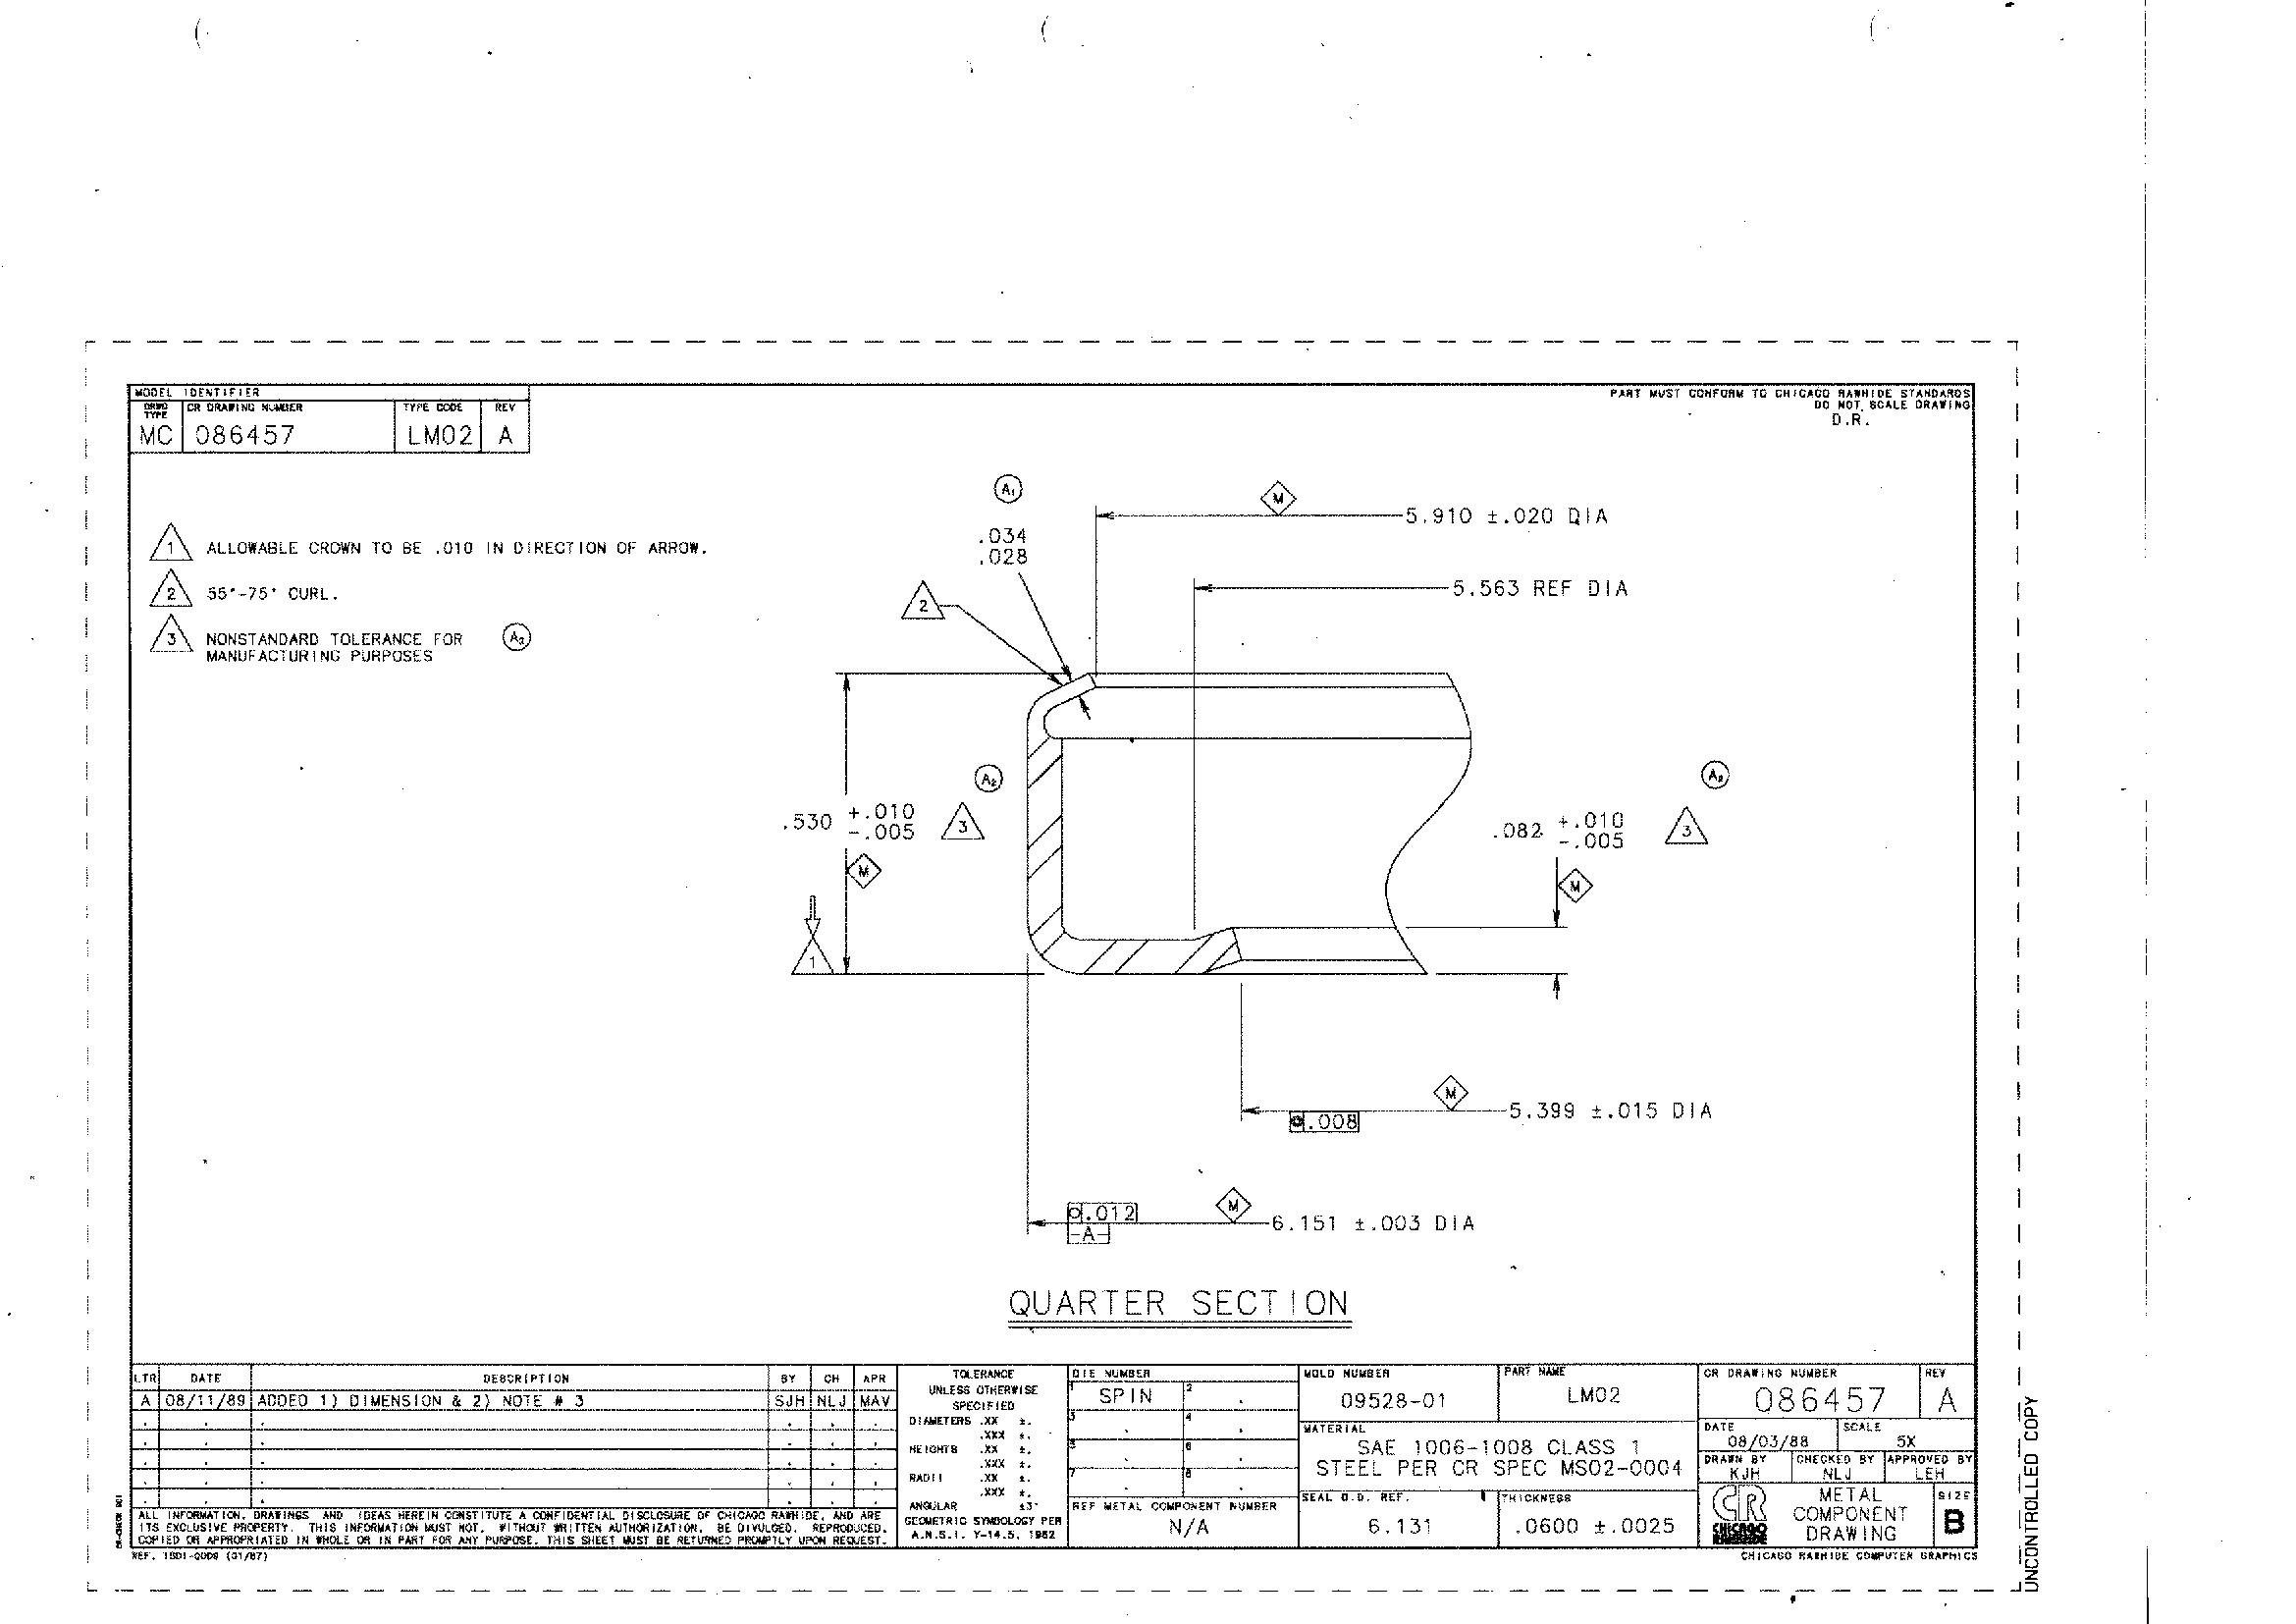 MODEL IDENTIFIER
DRWG TYPE
CR DRAWING NUMBER
TYPE CODE
REV
MC
086457
LM02
A
PART MUST CONFORM TO CHICAGO RAWHIDE STANDARDS
DO NOT SCALE DRAWING
D.R.
1 ALLOWABLE CROWN TO BE .010 IN DIRECTION OF ARROW.
2 55°-75° CURL.
3 NONSTANDARD TOLERANCE FOR
MANUFACTURING PURPOSES
A2
A1
.034
.028
M
5.910 ±.020 DIA
5.563 REF DIA
2
A2
.530 +.010 -.005
3
M
1
A2
.082 +.010 -.005
3
M
M
5.399 ±.015 DIA
.008
M
.012
-A-
6.151 ±.003 DIA
QUARTER SECTION
LTR DATE DESCRIPTION BY CH APR
A 08/11/89 ADDED 1) DIMENSION & 2) NOTE # 3 SJH NLJ MAV
ALL INFORMATION, DRAWINGS AND IDEAS HEREIN CONSTITUTE A CONFIDENTIAL DISCLOSURE OF CHICAGO RAWHIDE, AND ARE
ITS EXCLUSIVE PROPERTY. THIS INFORMATION MUST NOT, WITHOUT WRITTEN AUTHORIZATION, BE DIVULGED, REPRODUCED,
COPIED OR APPROPRIATED IN WHOLE OR IN PART FOR ANY PURPOSE. THIS SHEET MUST BE RETURNED PROMPTLY UPON REQUEST.
TOLERANCE
UNLESS OTHERWISE
SPECIFIED
DIAMETERS .XX ±.
.XXX ±.
HEIGHTS .XX ±.
.XXX ±.
RADII .XX ±.
.XXX ±.
ANGULAR ±3°
GEOMETRIC SYMBOLOGY PER
A.N.S.I. Y-14.5, 1982
DIE NUMBER
1 SPIN 2
3 4
5 6
7 8
REF METAL COMPONENT NUMBER
N/A
MOLD NUMBER
09528-01
PART NAME
LM02
MATERIAL
SAE 1006-1008 CLASS 1
STEEL PER CR SPEC MS02-0004
SEAL O.D. REF.
6.131
THICKNESS
.0600 ±.0025
CR DRAWING NUMBER
086457
REV
A
DATE
08/03/88
SCALE
5X
DRAWN BY
KJH
CHECKED BY
NLJ
APPROVED BY
LEH
CR
CHICAGO
RAWHIDE
METAL
COMPONENT
DRAWING
SIZE
B
CHICAGO RAWHIDE COMPUTER GRAPHICS
UNCONTROLLED COPY